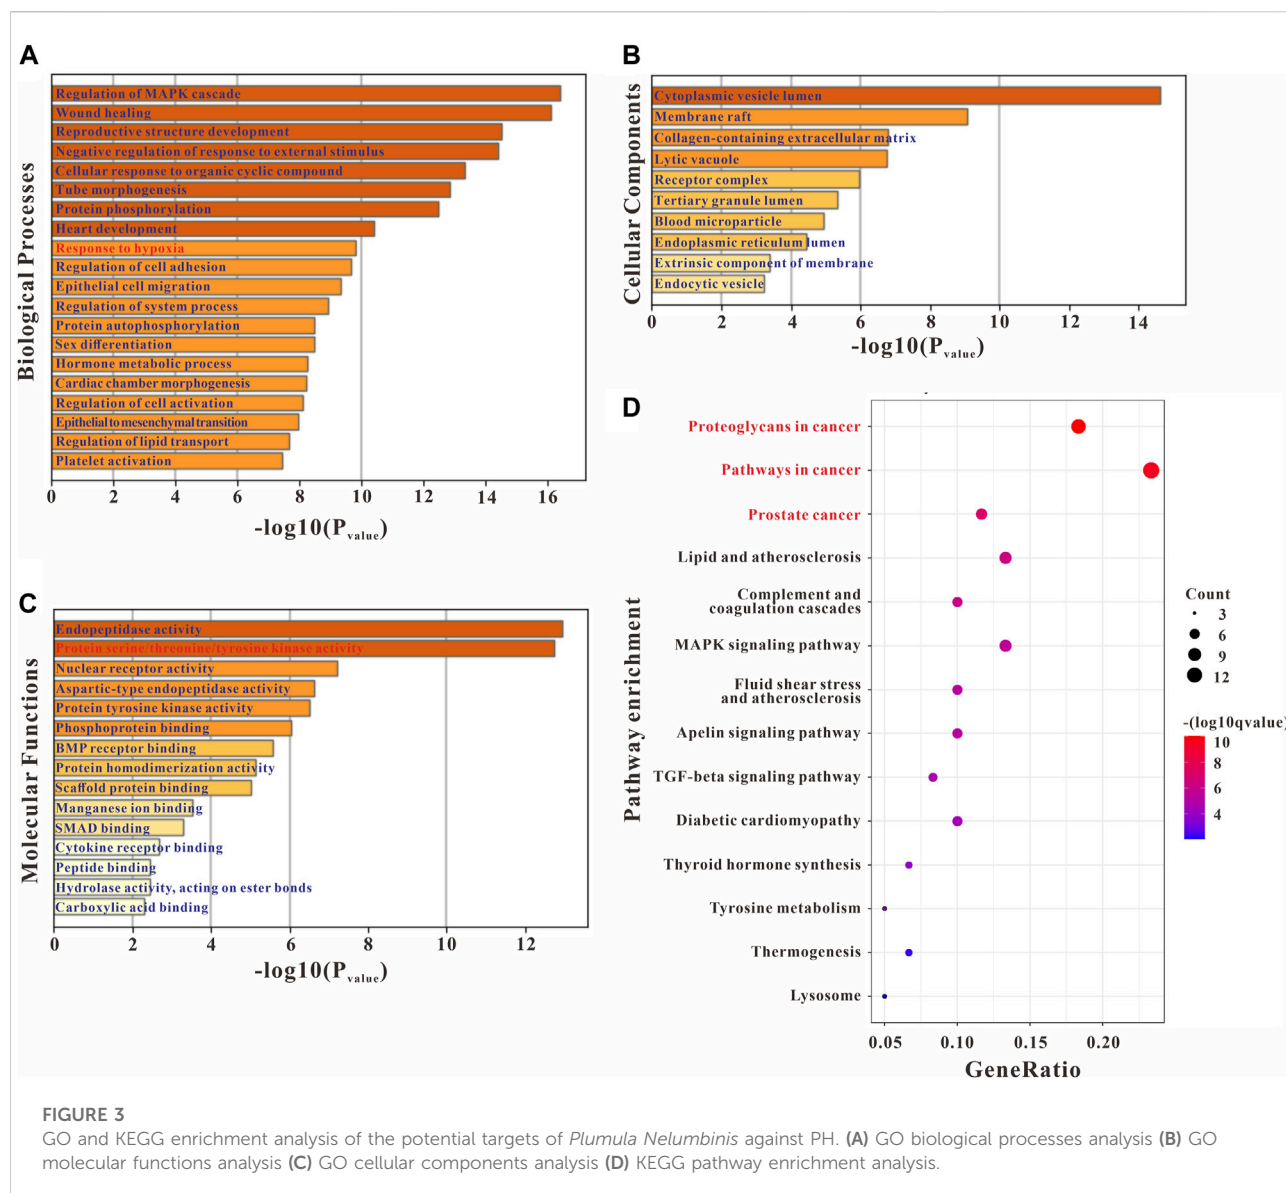 A
Biological Processes
Regulation of MAPK cascade
Wound healing
Reproductive structure development
Negative regulation of response to external stimulus
Cellular response to organic cyclic compound
Tube morphogenesis
Protein phosphorylation
Heart development
Response to hypoxia
Regulation of cell adhesion
Epithelial cell migration
Regulation of system process
Protein autophosphorylation
Sex differentiation
Hormone metabolic process
Cardiac chamber morphogenesis
Regulation of cell activation
Epithelial to mesenchymal transition
Regulation of lipid transport
Platelet activation
0 2 4 6 8 10 12 14 16
-log10(Pvalue)
B
Cellular Components
Cytoplasmic vesicle lumen
Membrane raft
Collagen-containing extracellular matrix
Lytic vacuole
Receptor complex
Tertiary granule lumen
Blood microparticle
Endoplasmic reticulum lumen
Extrinsic component of membrane
Endocytic vesicle
0 2 4 6 8 10 12 14
-log10(Pvalue)
C
Molecular Functions
Endopeptidase activity
Protein serine/threonine/tyrosine kinase activity
Nuclear receptor activity
Aspartic-type endopeptidase activity
Protein tyrosine kinase activity
Phosphoprotein binding
BMP receptor binding
Protein homodimerization activity
Scaffold protein binding
Manganese ion binding
SMAD binding
Cytokine receptor binding
Peptide binding
Hydrolase activity, acting on ester bonds
Carboxylic acid binding
0 2 4 6 8 10 12
-log10(Pvalue)
D
Pathway enrichment
Proteoglycans in cancer
Pathways in cancer
Prostate cancer
Lipid and atherosclerosis
Complement and
coagulation cascades
MAPK signaling pathway
Fluid shear stress
and atherosclerosis
Apelin signaling pathway
TGF-beta signaling pathway
Diabetic cardiomyopathy
Thyroid hormone synthesis
Tyrosine metabolism
Thermogenesis
Lysosome
0.05 0.10 0.15 0.20
GeneRatio
Count
3
6
9
12
-(log10qvalue)
10
8
6
4
FIGURE 3
GO and KEGG enrichment analysis of the potential targets of Plumula Nelumbinis against PH. (A) GO biological processes analysis (B) GO
molecular functions analysis (C) GO cellular components analysis (D) KEGG pathway enrichment analysis.